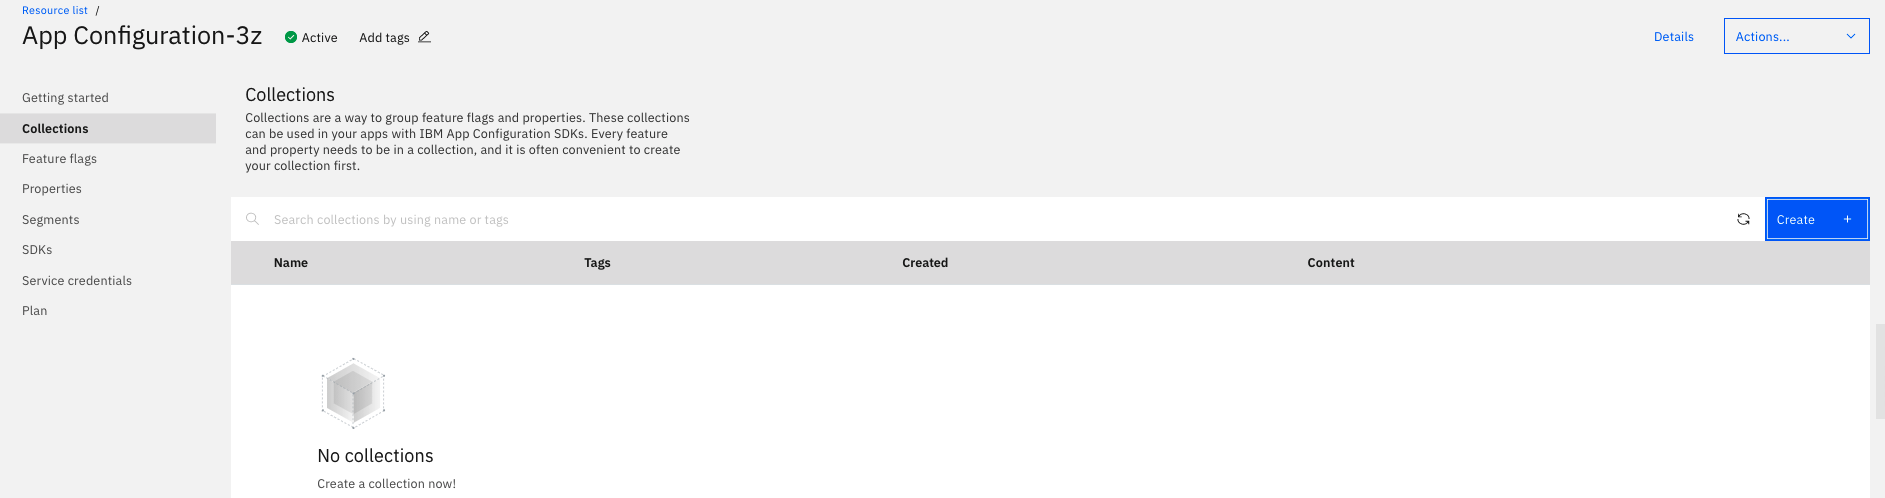 Resource list /
App Configuration-3z Active Add tags Details Actions...
Getting started
Collections
Feature flags
Properties
Segments
SDKs
Service credentials
Plan
Collections
Collections are a way to group feature flags and properties. These collections
can be used in your apps with IBM App Configuration SDKs. Every feature
and property needs to be in a collection, and it is often convenient to create
your collection first.
Search collections by using name or tags
Create +
Name Tags Created Content
No collections
Create a collection now!